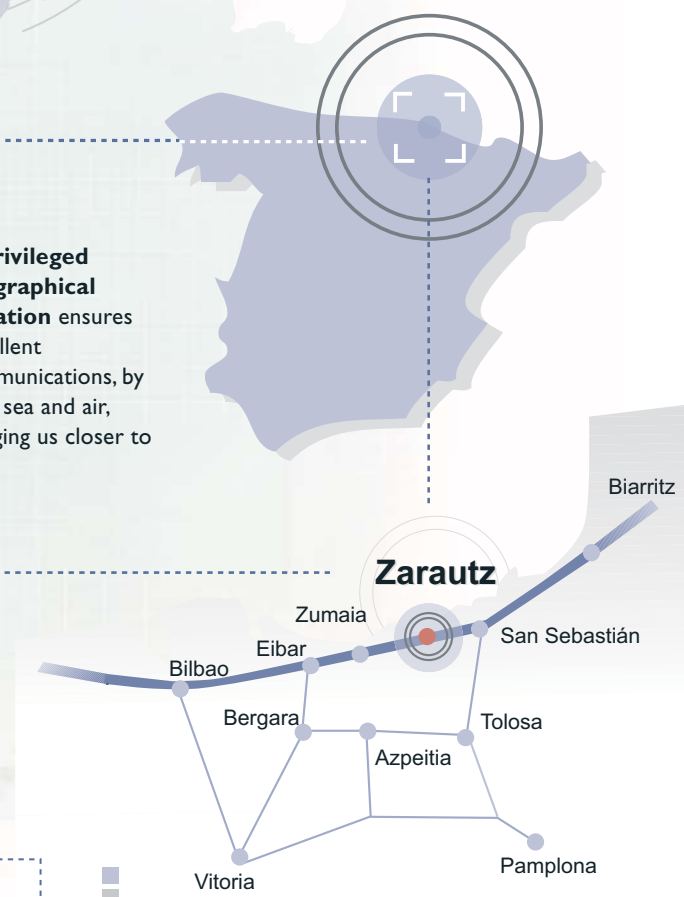 rivileged
graphical
ation ensures
llent
munications, by
sea and air,
ging us closer to
Biarritz
Zarautz
Zumaia
San Sebastián
Eibar
Bilbao
Bergara
Tolosa
Azpeitia
Pamplona
Vitoria